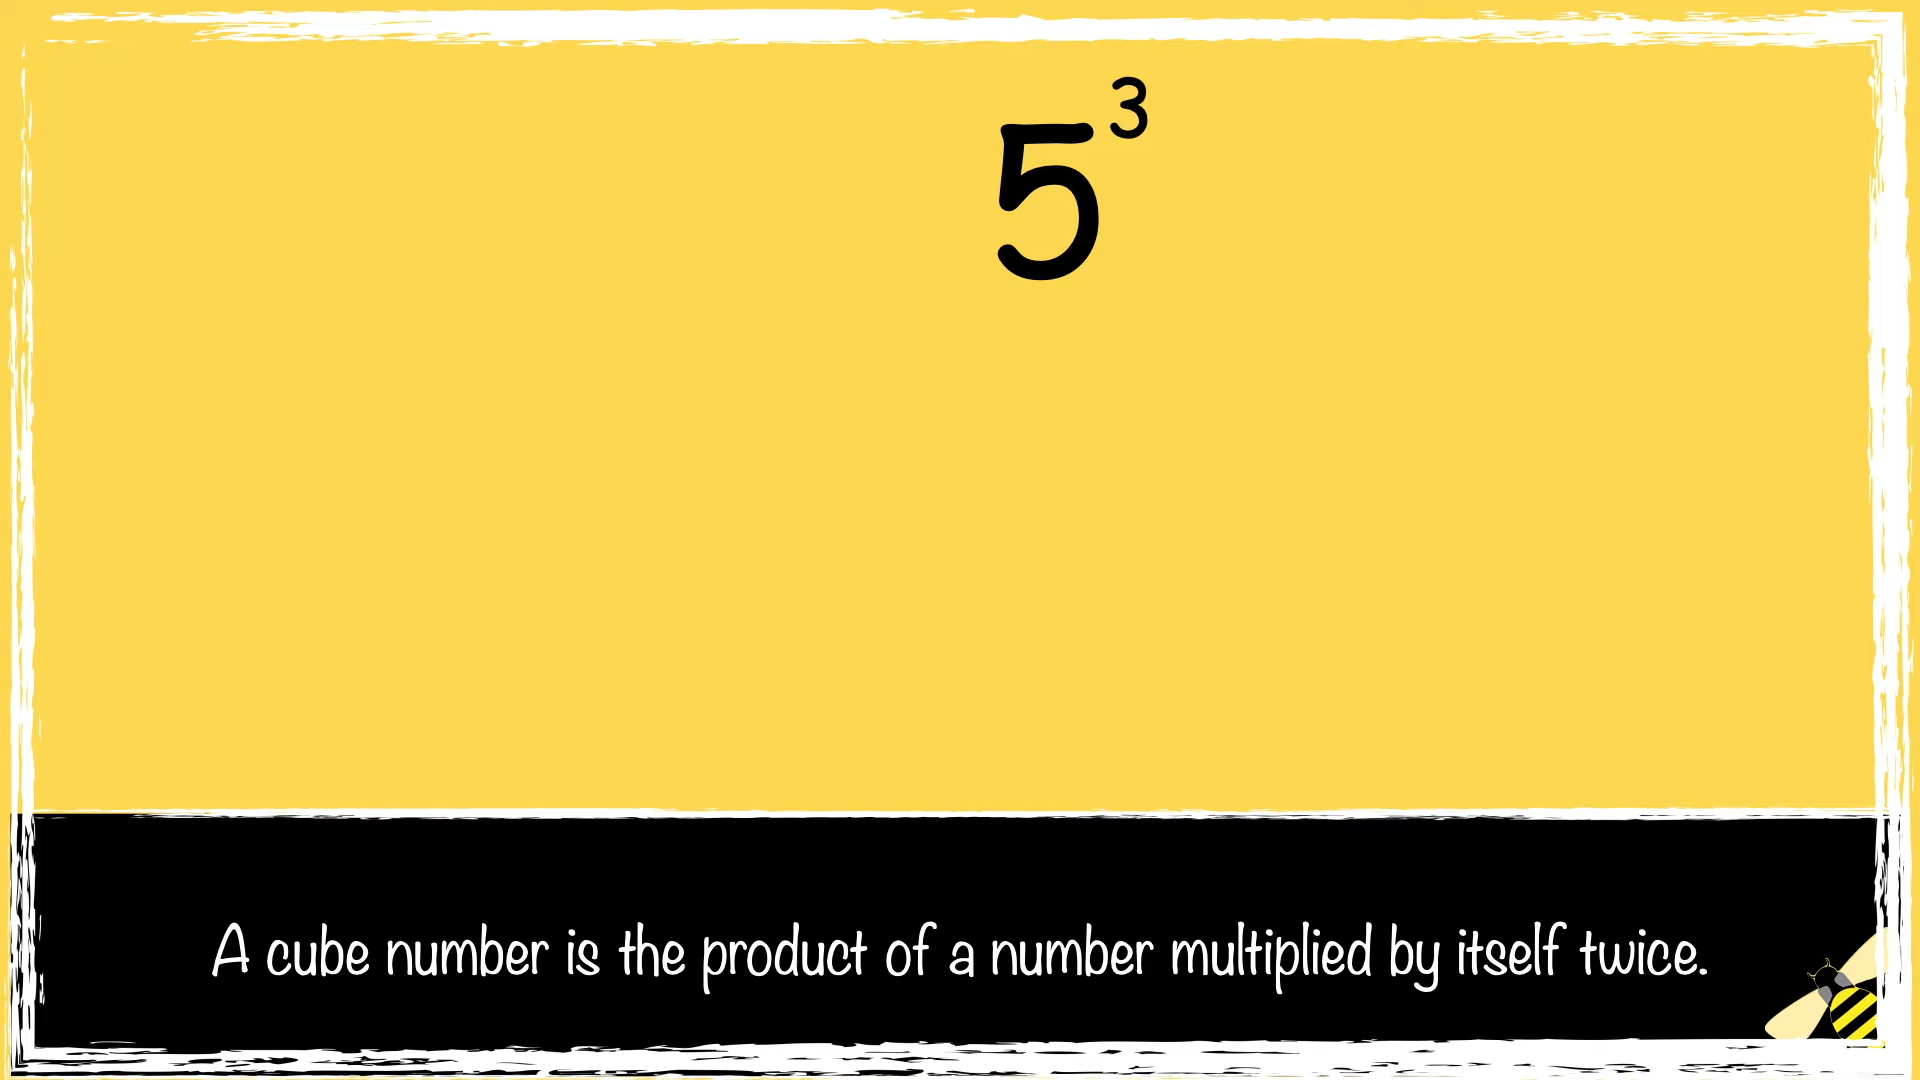 5³
A cube number is the product of a number multiplied by itself twice.